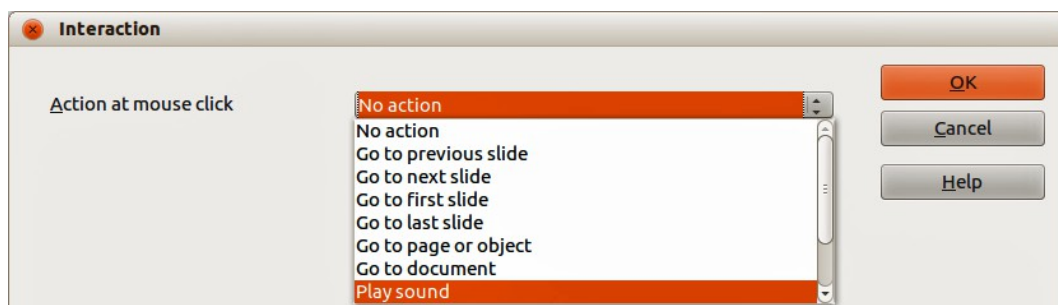 Interaction
Action at mouse click
No action
OK
No action
Cancel
Go to previous slide
Go to next slide
Help
Go to first slide
Go to last slide
Go to page or object
Go to document
Play sound